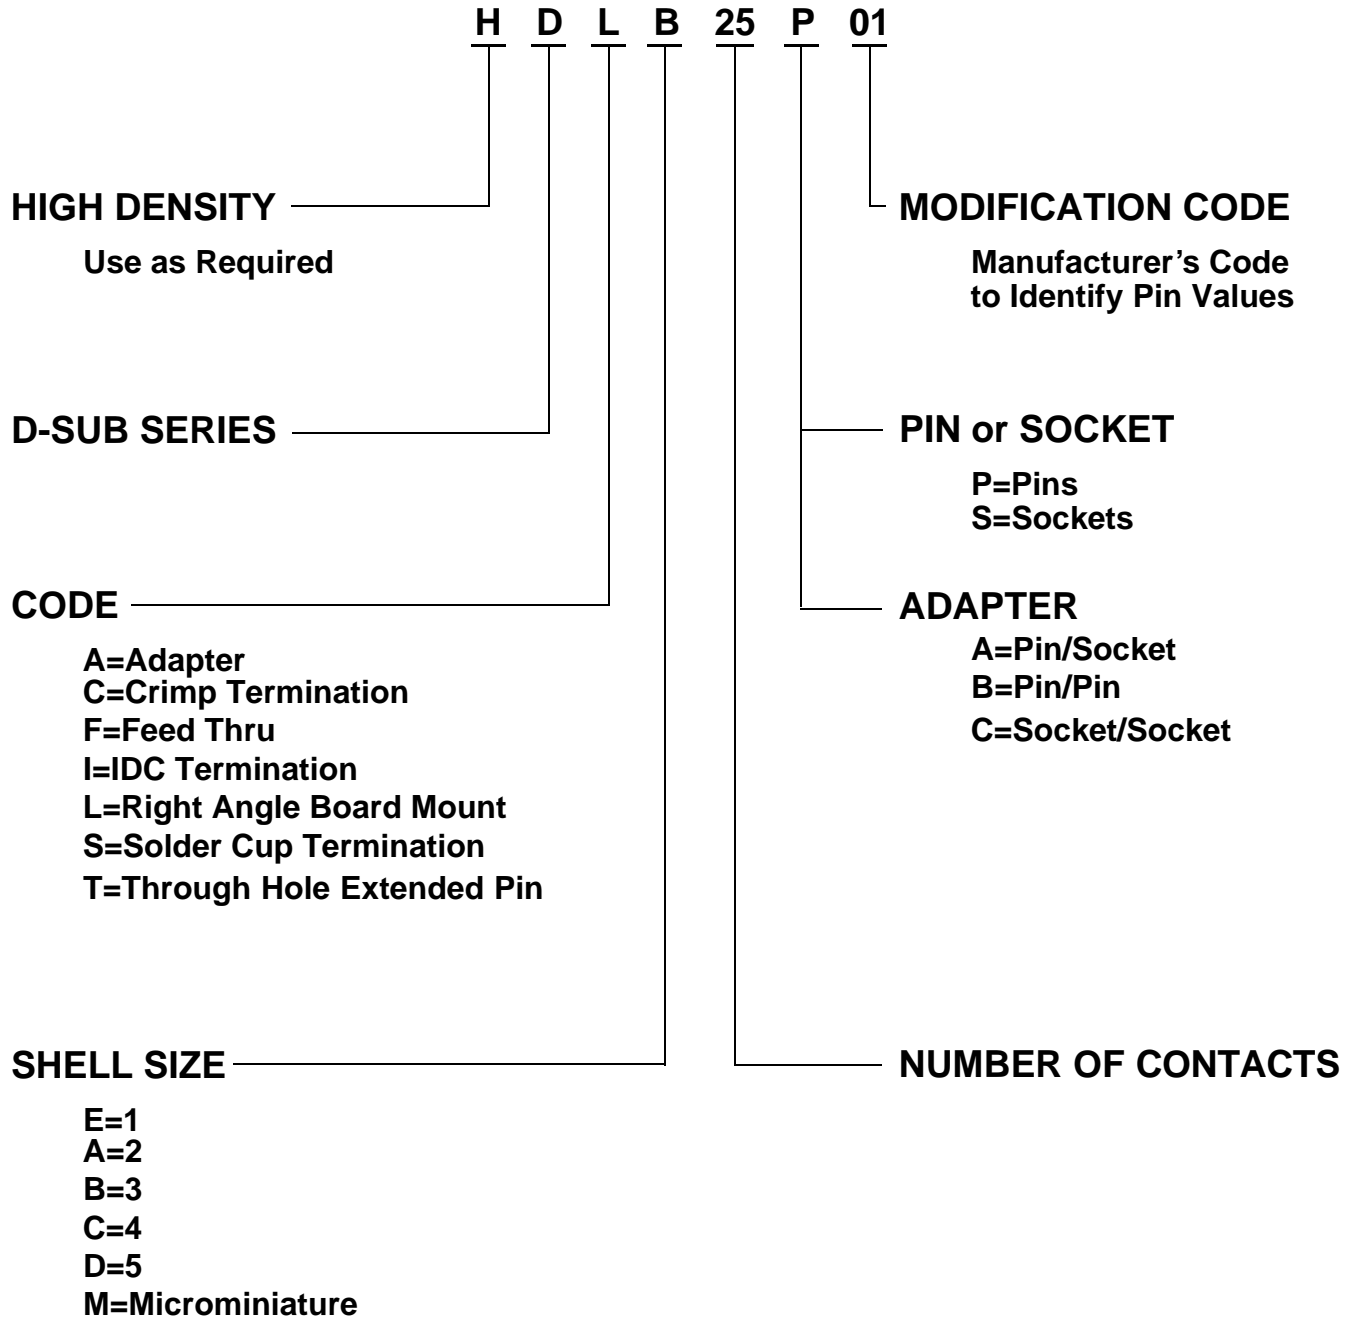 H D L B 25 P 01
HIGH DENSITY
Use as Required
D-SUB SERIES
CODE
A=Adapter
C=Crimp Termination
F=Feed Thru
I=IDC Termination
L=Right Angle Board Mount
S=Solder Cup Termination
T=Through Hole Extended Pin
SHELL SIZE
E=1
A=2
B=3
C=4
D=5
M=Microminiature
MODIFICATION CODE
Manufacturer’s Code
to Identify Pin Values
PIN or SOCKET
P=Pins
S=Sockets
ADAPTER
A=Pin/Socket
B=Pin/Pin
C=Socket/Socket
NUMBER OF CONTACTS